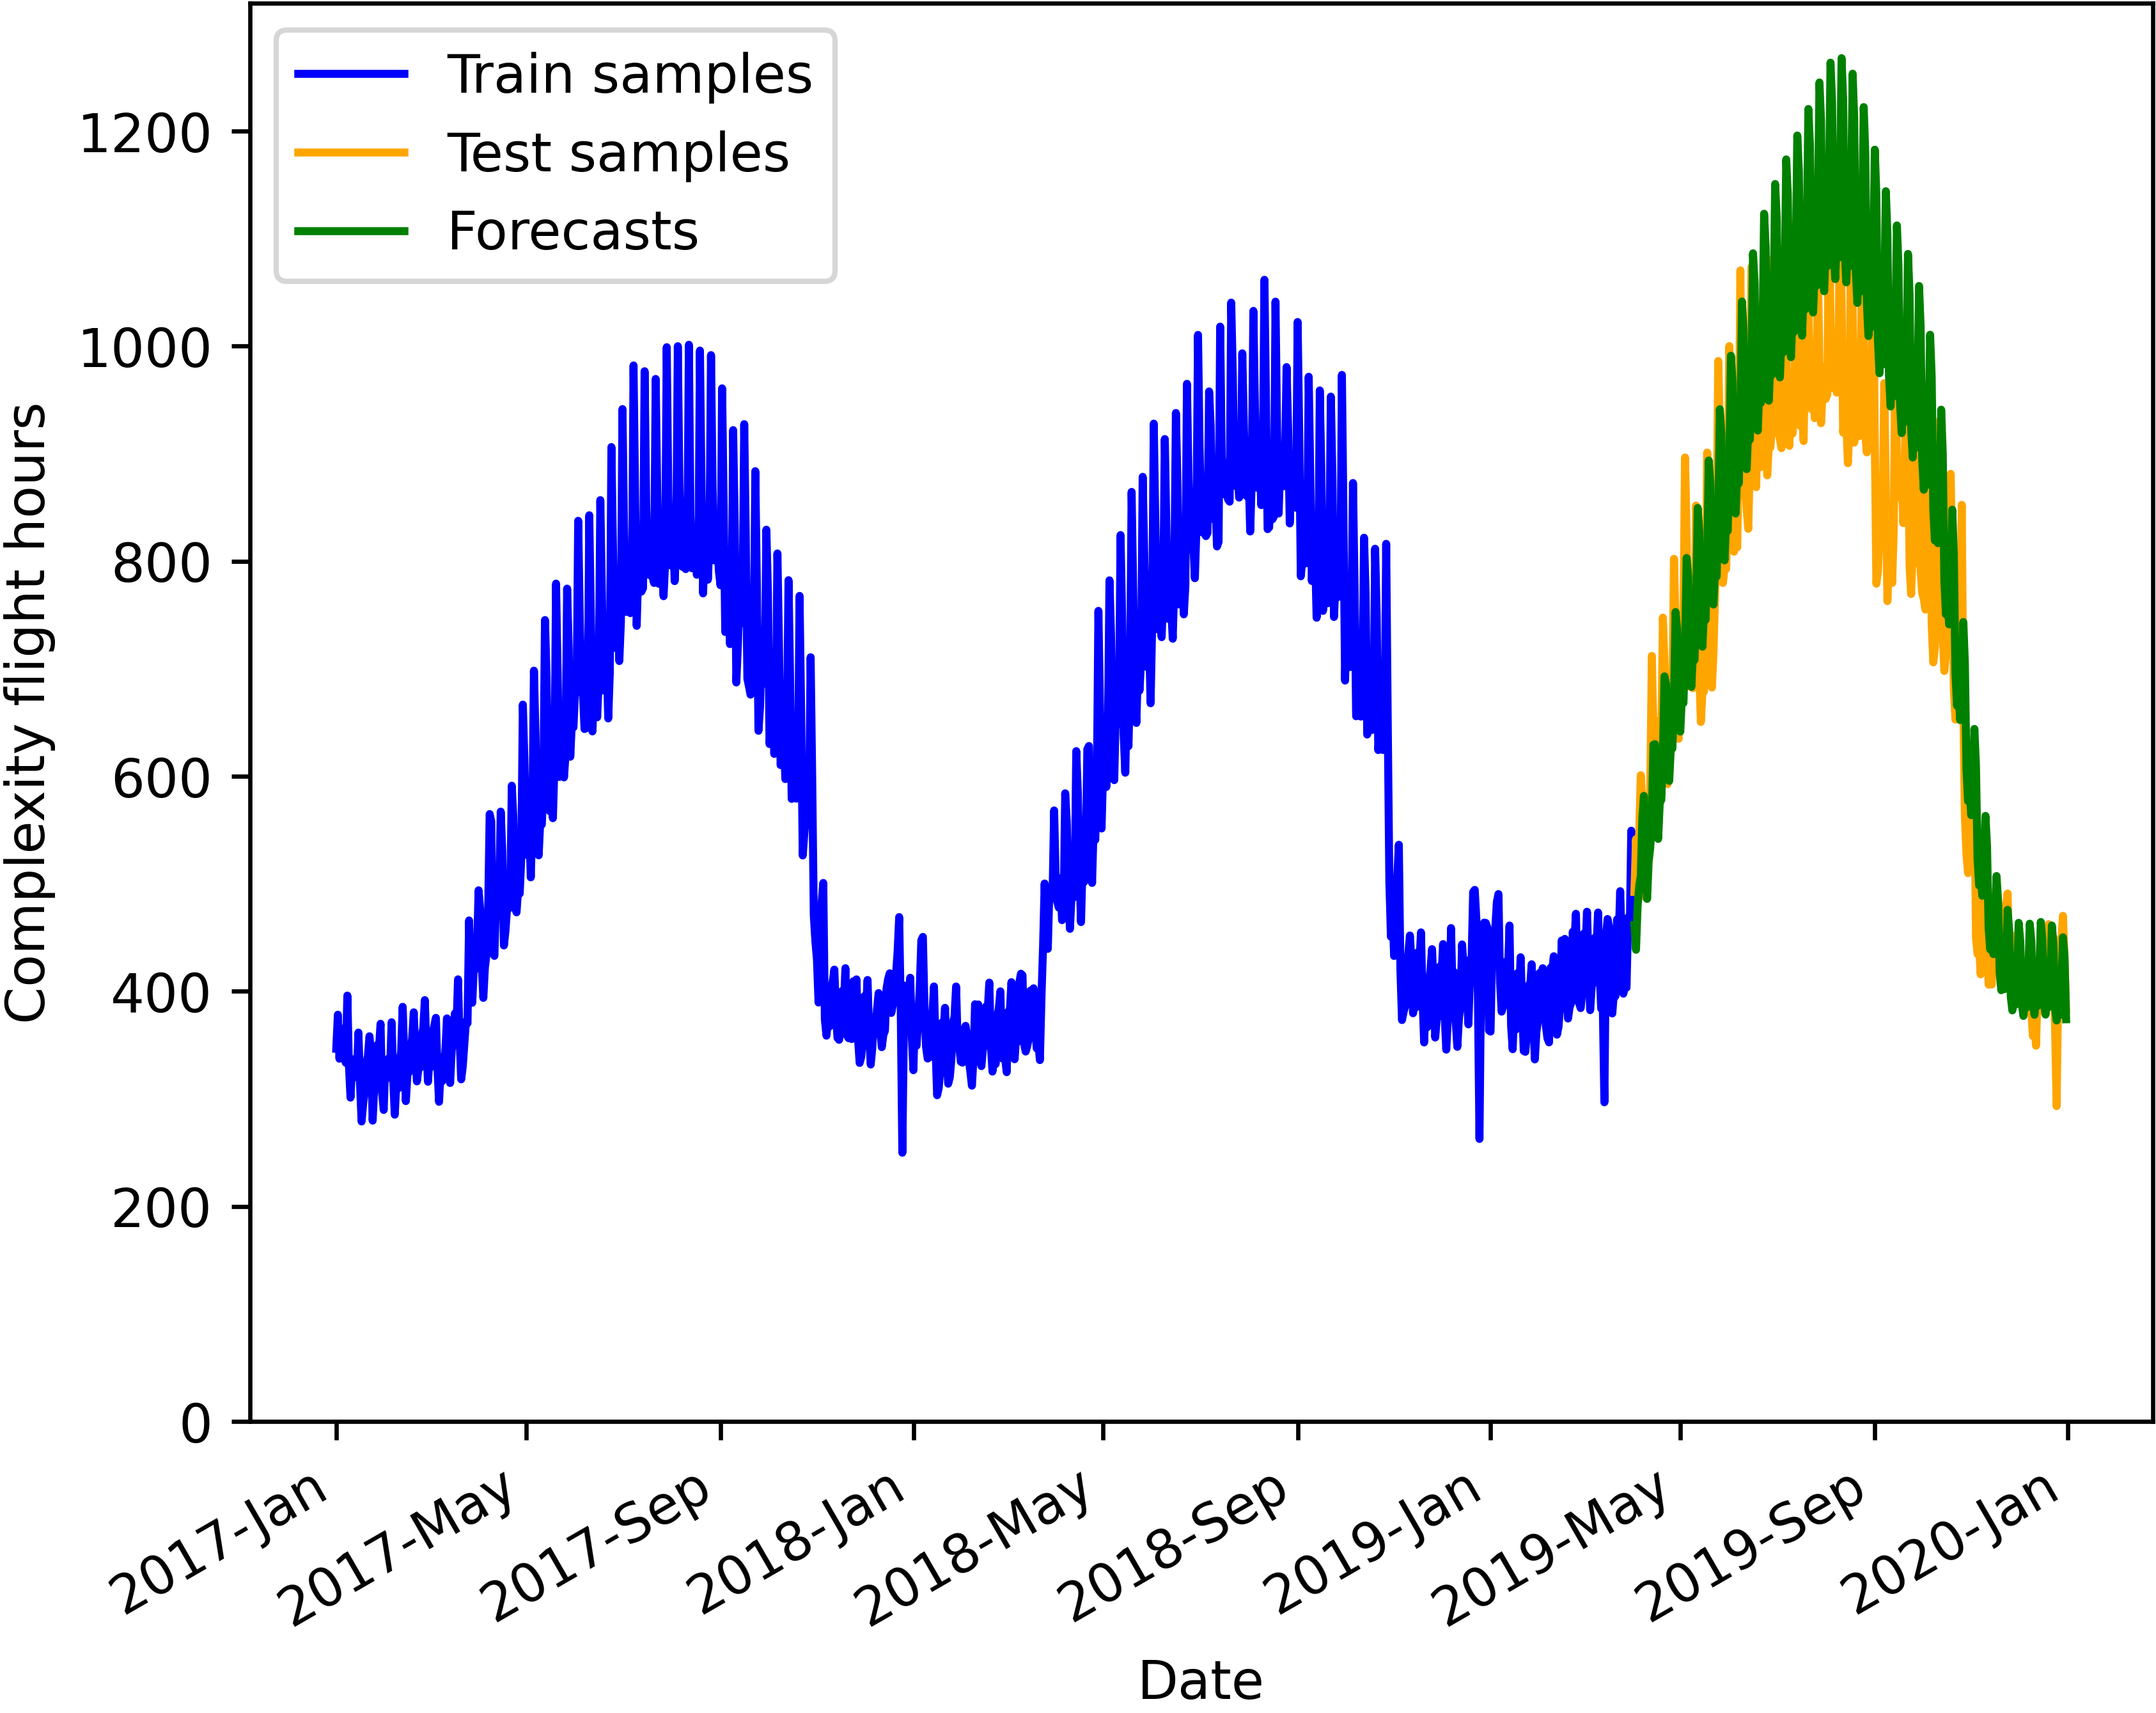 Train samples
Test samples
Forecasts
Complexity flight hours
1200
1000
800
600
400
200
0
2017-Jan
2017-May
2017-Sep
2018-Jan
2018-May
2018-Sep
2019-Jan
2019-May
2019-Sep
2020-Jan
Date